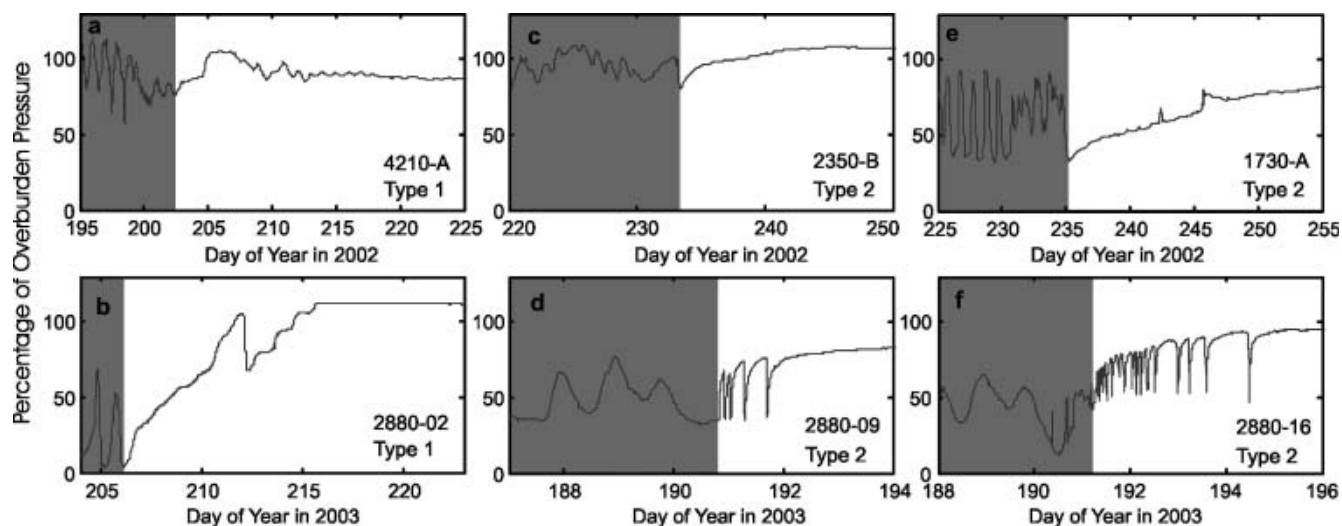 Percentage of Overburden Pressure
a
100
50
0
4210-A
Type 1
195 200 205 210 215 220 225
Day of Year in 2002
c
100
50
0
2350-B
Type 2
220 230 240 250
Day of Year in 2002
e
100
50
0
1730-A
Type 2
225 230 235 240 245 250 255
Day of Year in 2002
b
100
50
0
2880-02
Type 1
205 210 215 220
Day of Year in 2003
d
100
50
0
2880-09
Type 2
188 190 192 194
Day of Year in 2003
f
100
50
0
2880-16
Type 2
188 190 192 194 196
Day of Year in 2003